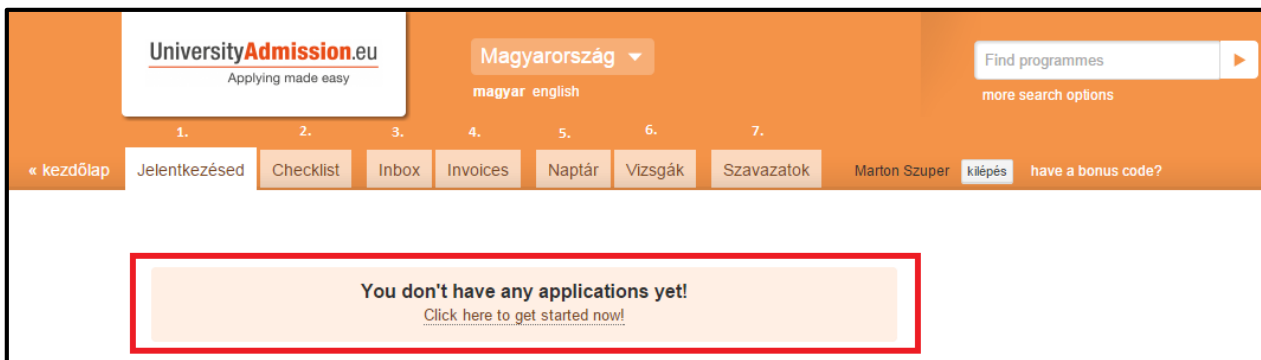 UniversityAdmission.eu
Applying made easy
Magyarország
magyar english
Find programmes
more search options
1. 2. 3. 4. 5. 6. 7.
« kezdőlap Jelentkezésed Checklist Inbox Invoices Naptár Vizsgák Szavazatok Marton Szuper kilépés have a bonus code?
You don't have any applications yet!
Click here to get started now!